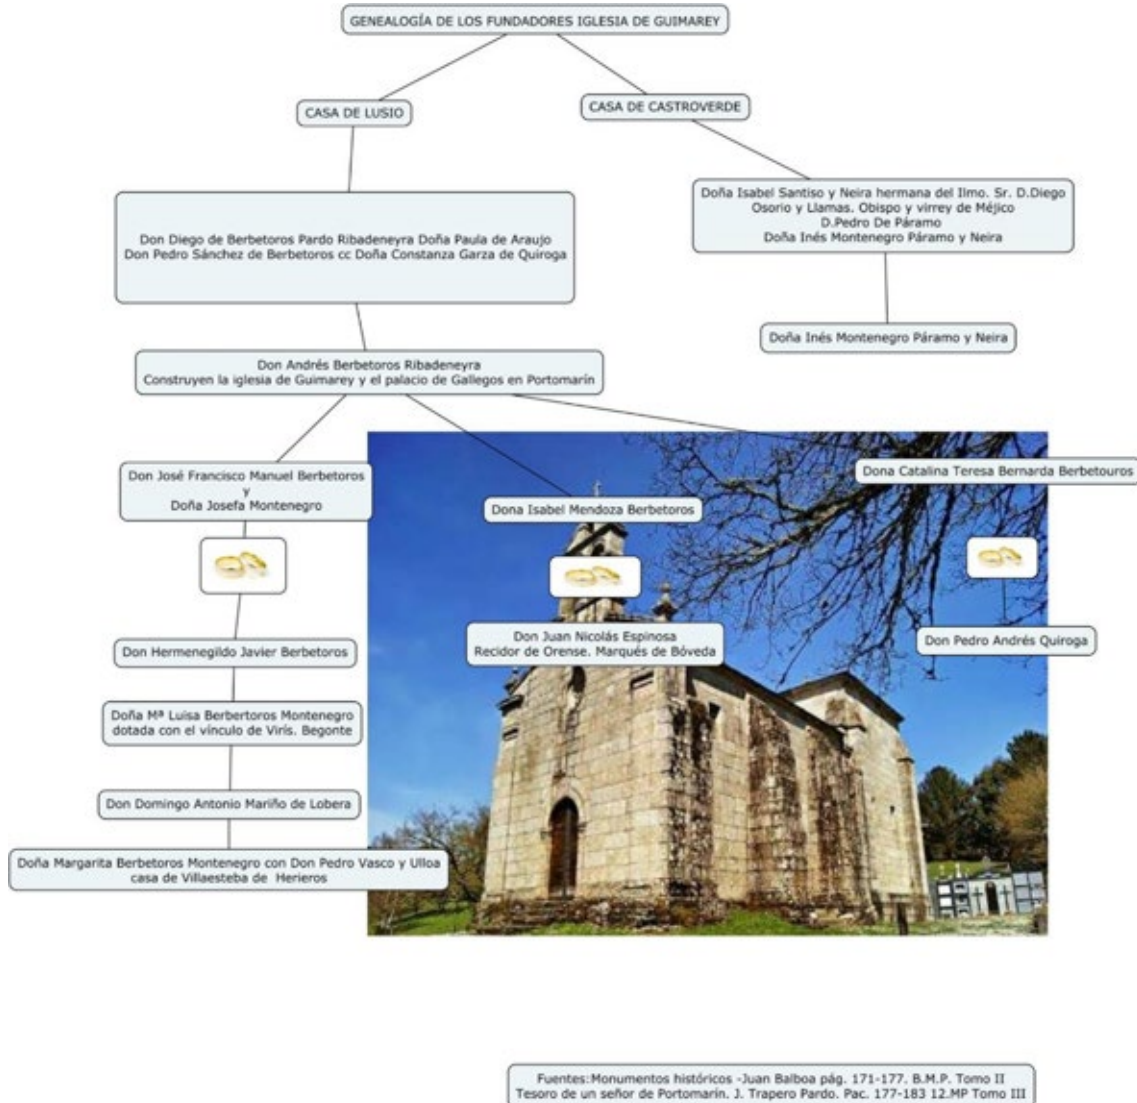 GENEALOGÍA DE LOS FUNDADORES IGLESIA DE GUIMAREY
CASA DE LUSIO
CASA DE CASTROVERDE
Don Diego de Berbetoros Pardo Ribadeneyra Doña Paula de Araujo
Don Pedro Sánchez de Berbetoros cc Doña Constanza Garza de Quiroga
Doña Isabel Santiso y Neira hermana del Ilmo. Sr. D.Diego
Osorio y Llamas. Obispo y virrey de Méjico
D.Pedro De Páramo
Doña Inés Montenegro Páramo y Neira
Doña Inés Montenegro Páramo y Neira
Don Andrés Berbetoros Ribadeneyra
Construyen la iglesia de Guimarey y el palacio de Gallegos en Portomarín
Don José Francisco Manuel Berbetoros
y
Doña Josefa Montenegro
Dona Isabel Mendoza Berbetoros
Dona Catalina Teresa Bernarda Berbetouros
Don Hermenegildo Javier Berbetoros
Don Juan Nicolás Espinosa
Recidor de Orense. Marqués de Bóveda
Don Pedro Andrés Quiroga
Doña Mª Luisa Berbertoros Montenegro
dotada con el vínculo de Virís. Begonte
Don Domingo Antonio Mariño de Lobera
Doña Margarita Berbetoros Montenegro con Don Pedro Vasco y Ulloa
casa de Villaesteba de Herieros
Fuentes:Monumentos históricos -Juan Balboa pág. 171-177. B.M.P. Tomo II
Tesoro de un señor de Portomarín. J. Trapero Pardo. Pac. 177-183 12.MP Tomo III